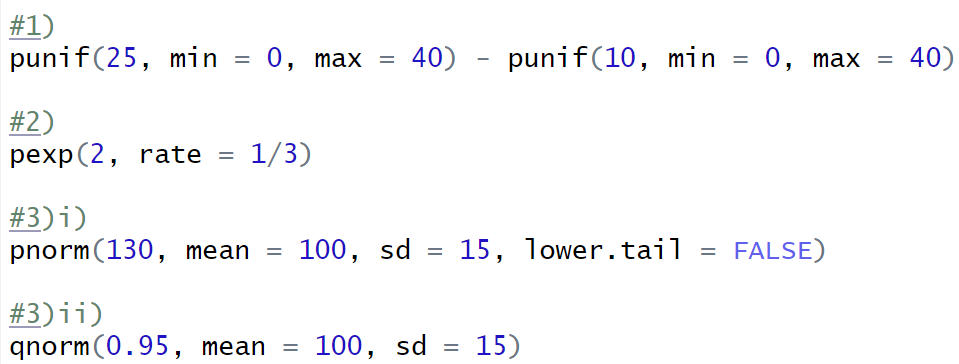 #1)
punif(25, min = 0, max = 40) - punif(10, min = 0, max = 40)
#2)
pexp(2, rate = 1/3)
#3)i)
pnorm(130, mean = 100, sd = 15, lower.tail = FALSE)
#3)ii)
qnorm(0.95, mean = 100, sd = 15)